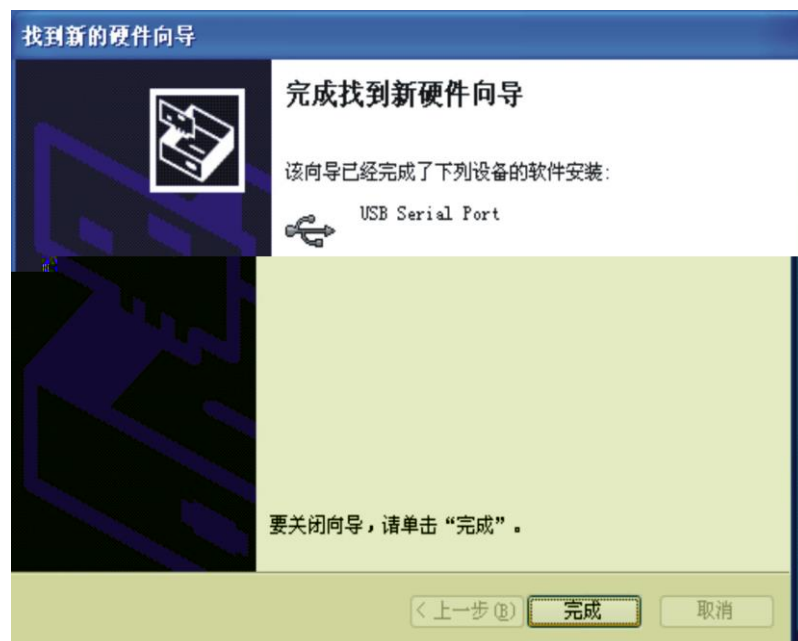 找到新的硬件向导
完成找到新硬件向导
该向导已经完成了下列设备的软件安装:
USB Serial Port
要关闭向导，请单击“完成”。
<上一步(B) 完成 取消